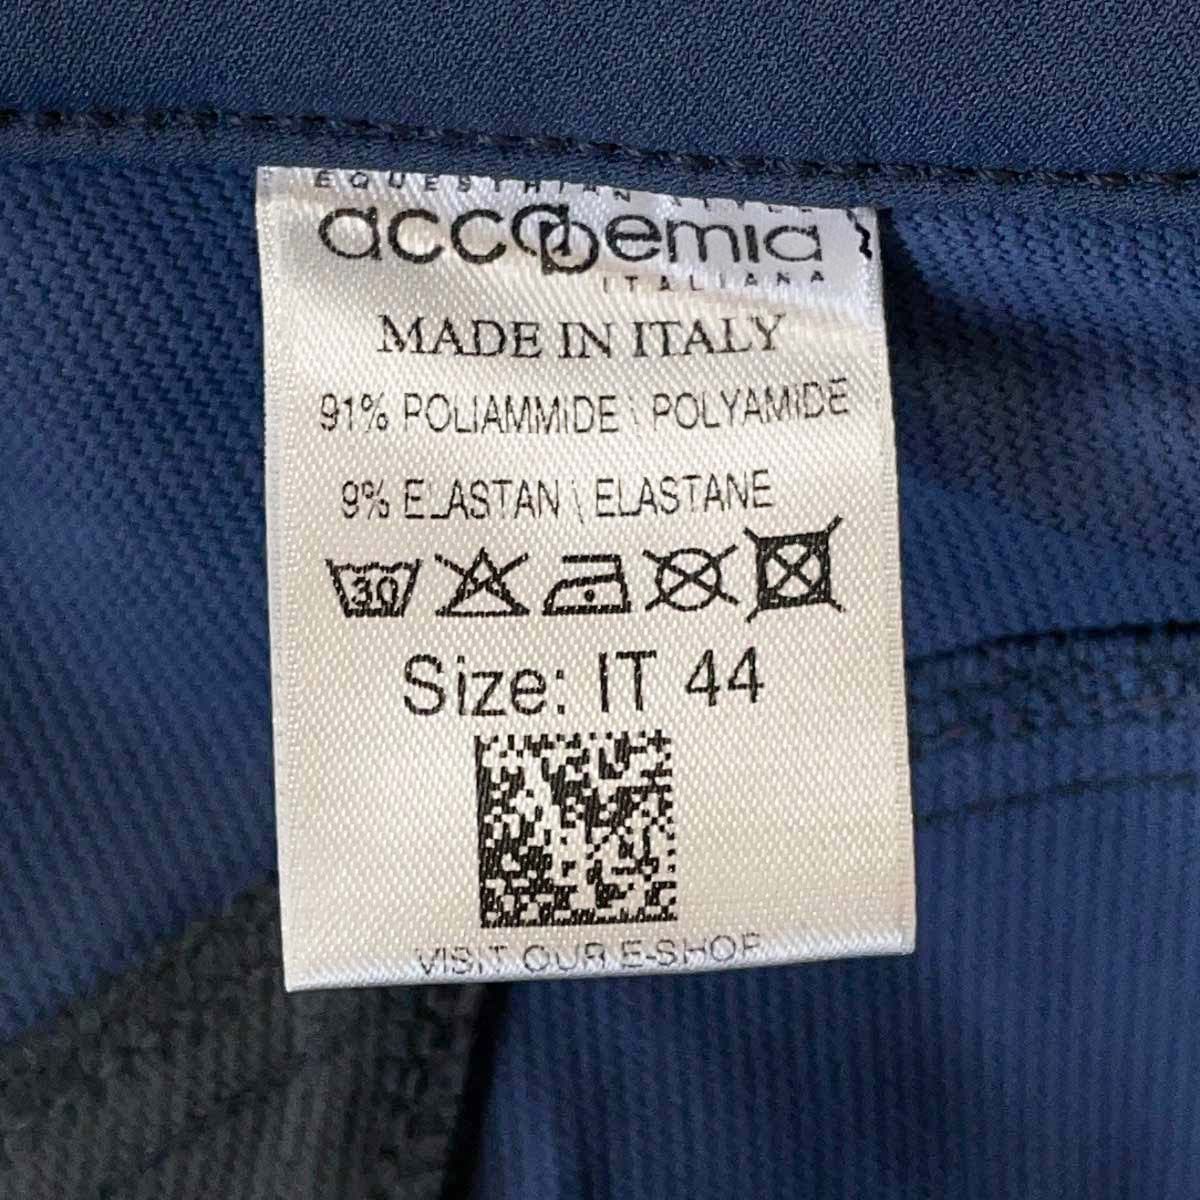 EQUESTRIAN STYLE
accademia
ITALIANA
MADE IN ITALY
91% POLIAMMIDE \ POLYAMIDE
9% ELASTAN \ ELASTANE
30
Size: IT 44
VISIT OUR E-SHOP